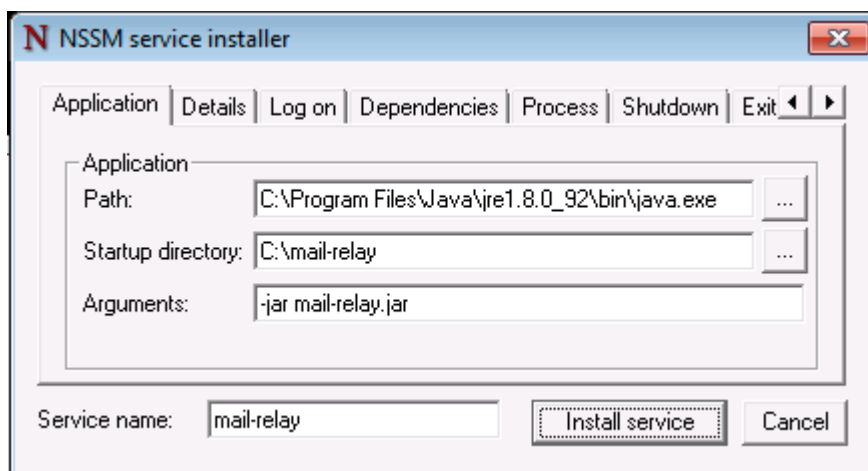 N NSSM service installer
Application Details Log on Dependencies Process Shutdown Exit
Application
Path: C:\Program Files\Java\jre1.8.0_92\bin\java.exe ...
Startup directory: C:\mail-relay ...
Arguments: -jar mail-relay.jar
Service name: mail-relay Install service Cancel